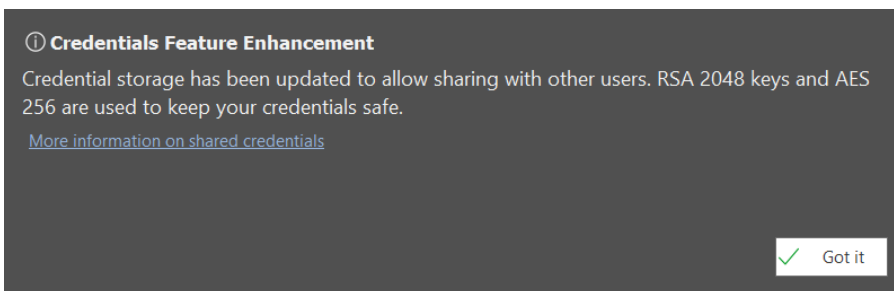 Credentials Feature Enhancement
Credential storage has been updated to allow sharing with other users. RSA 2048 keys and AES
256 are used to keep your credentials safe.
More information on shared credentials
Got it